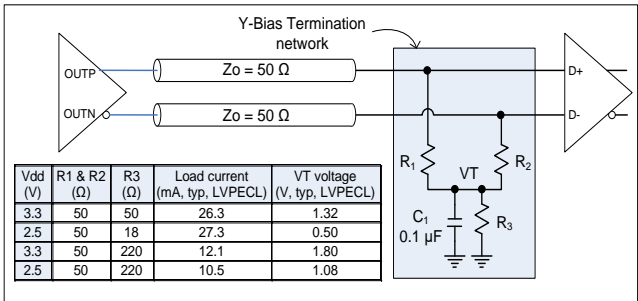 Y-Bias Termination
network
OUTP
Zo = 50 Ω
D+
OUTN
Zo = 50 Ω
D-
R1
VT
R2
C1
0.1 µF
R3
Vdd (V) R1 & R2 (Ω) R3 (Ω) Load current (mA, typ, LVPECL) VT voltage (V, typ, LVPECL)
3.3 50 50 26.3 1.32
2.5 50 18 27.3 0.50
3.3 50 220 12.1 1.80
2.5 50 220 10.5 1.08